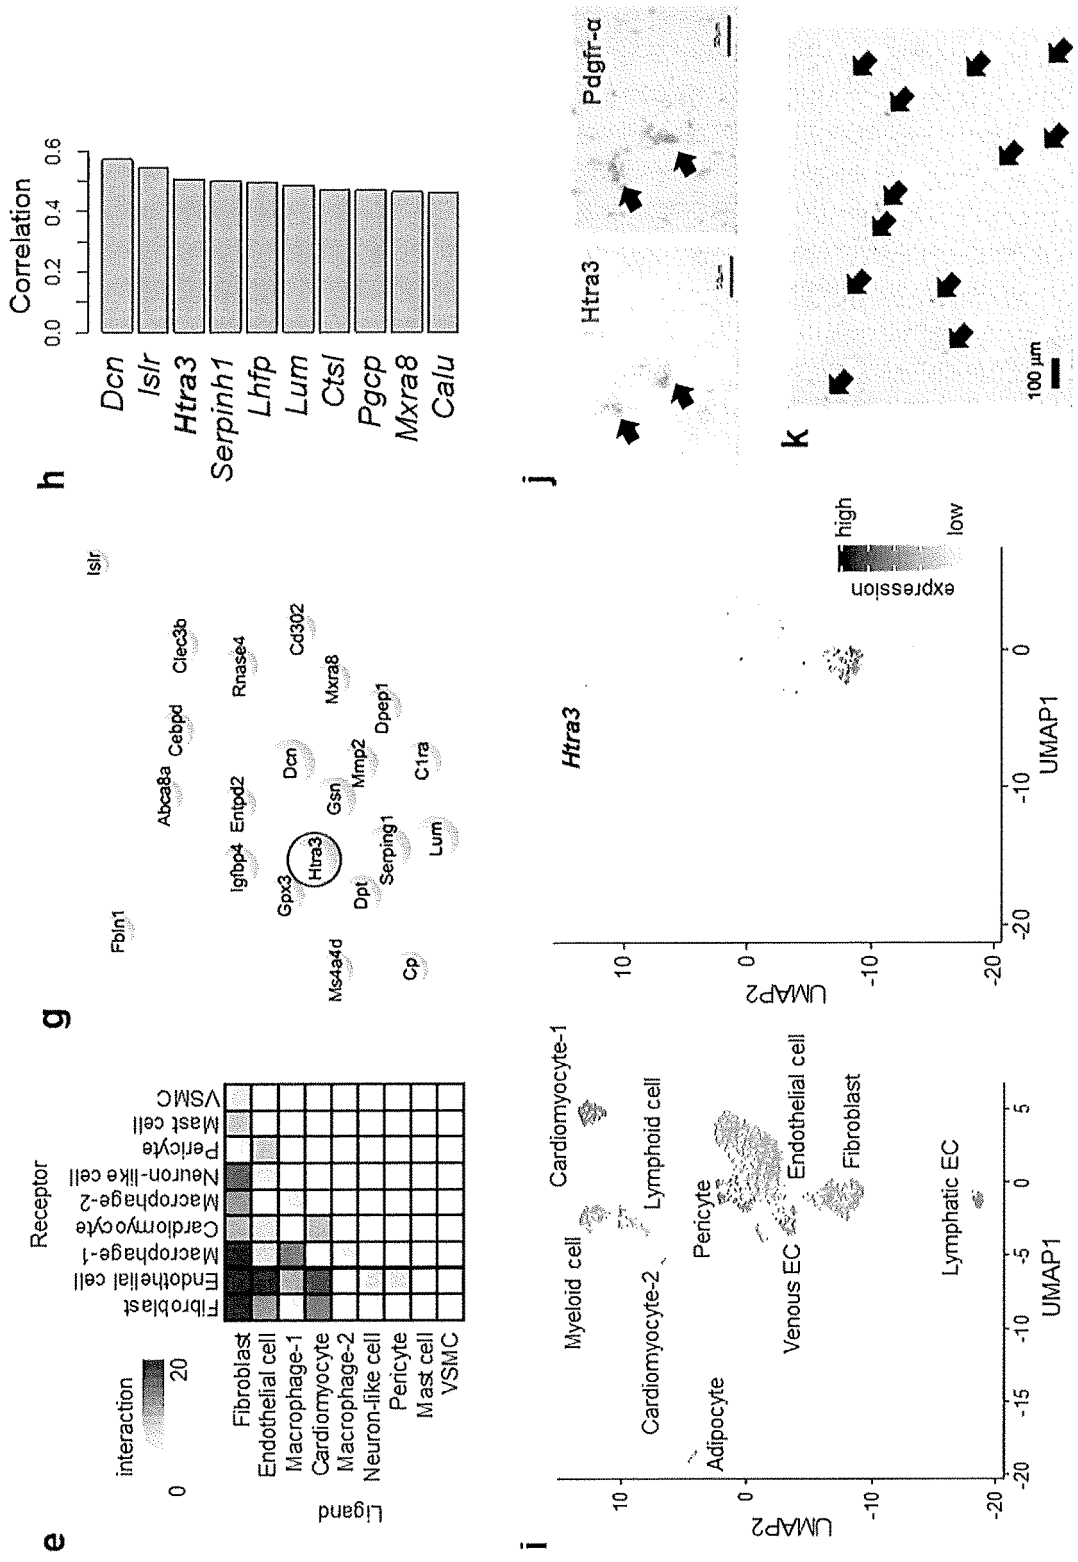 e
interaction
0
20
Receptor
Fibroblast
Endothelial cell
Macrophage-1
Cardiomyocyte
Macrophage-2
Neuron-like cell
Pericyte
Mast cell
VSMC
Ligand
Fibroblast
Endothelial cell
Macrophage-1
Cardiomyocyte
Macrophage-2
Neuron-like cell
Pericyte
Mast cell
VSMC
g
Fbln1
Islr
Abca8a
Cebpd
Clec3b
Igfbp4
Entpd2
Rnase4
Gpx3
Htra3
Dcn
Cd302
Ms4a4d
Dpt
Gsn
Mmp2
Mxra8
Cp
Serping1
Dpep1
Lum
C1ra
h
Correlation
0.0
0.2
0.4
0.6
Dcn
Islr
Htra3
Serpinh1
Lhfp
Lum
Ctsl
Pgcp
Mxra8
Calu
i
Myeloid cell
Cardiomyocyte-1
Cardiomyocyte-2
Lymphoid cell
Adipocyte
Pericyte
Venous EC
Endothelial cell
Fibroblast
Lymphatic EC
UMAP2
10
0
-10
-20
-20
-15
-10
-5
0
5
UMAP1
Htra3
UMAP2
10
0
-10
-20
-20
-10
0
UMAP1
expression
high
low
j
Htra3
Pdgfr-α
k
100 μm